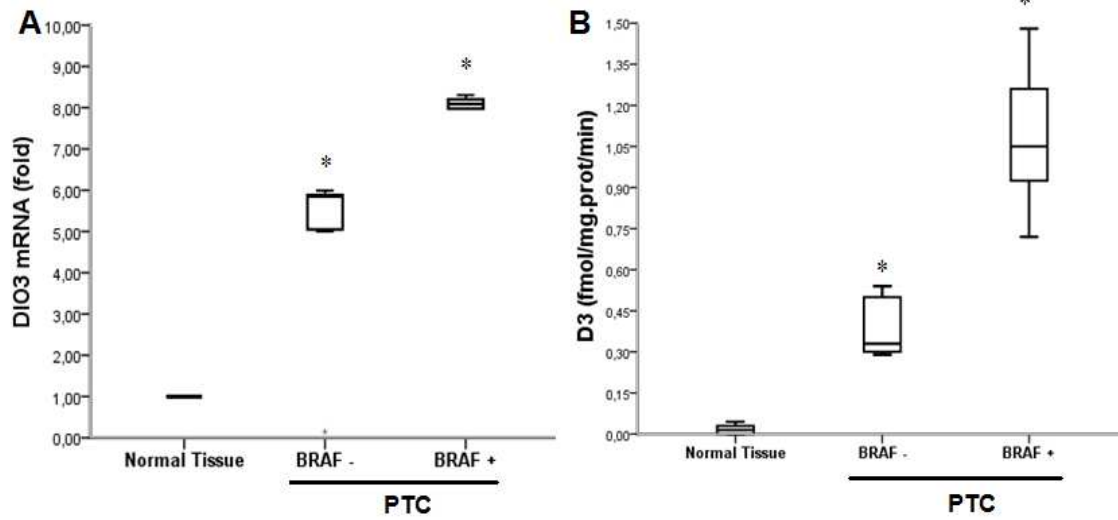 A
DIO3 mRNA (fold)
10,00
9,00
8,00
7,00
6,00
5,00
4,00
3,00
2,00
1,00
0,00
*
*
*
Normal Tissue
BRAF -
BRAF +
PTC
B
D3 (fmol/mg.prot/min)
1,50
1,35
1,20
1,05
0,90
0,75
0,60
0,45
0,30
0,15
0,00
*
*
Normal Tissue
BRAF -
BRAF +
PTC